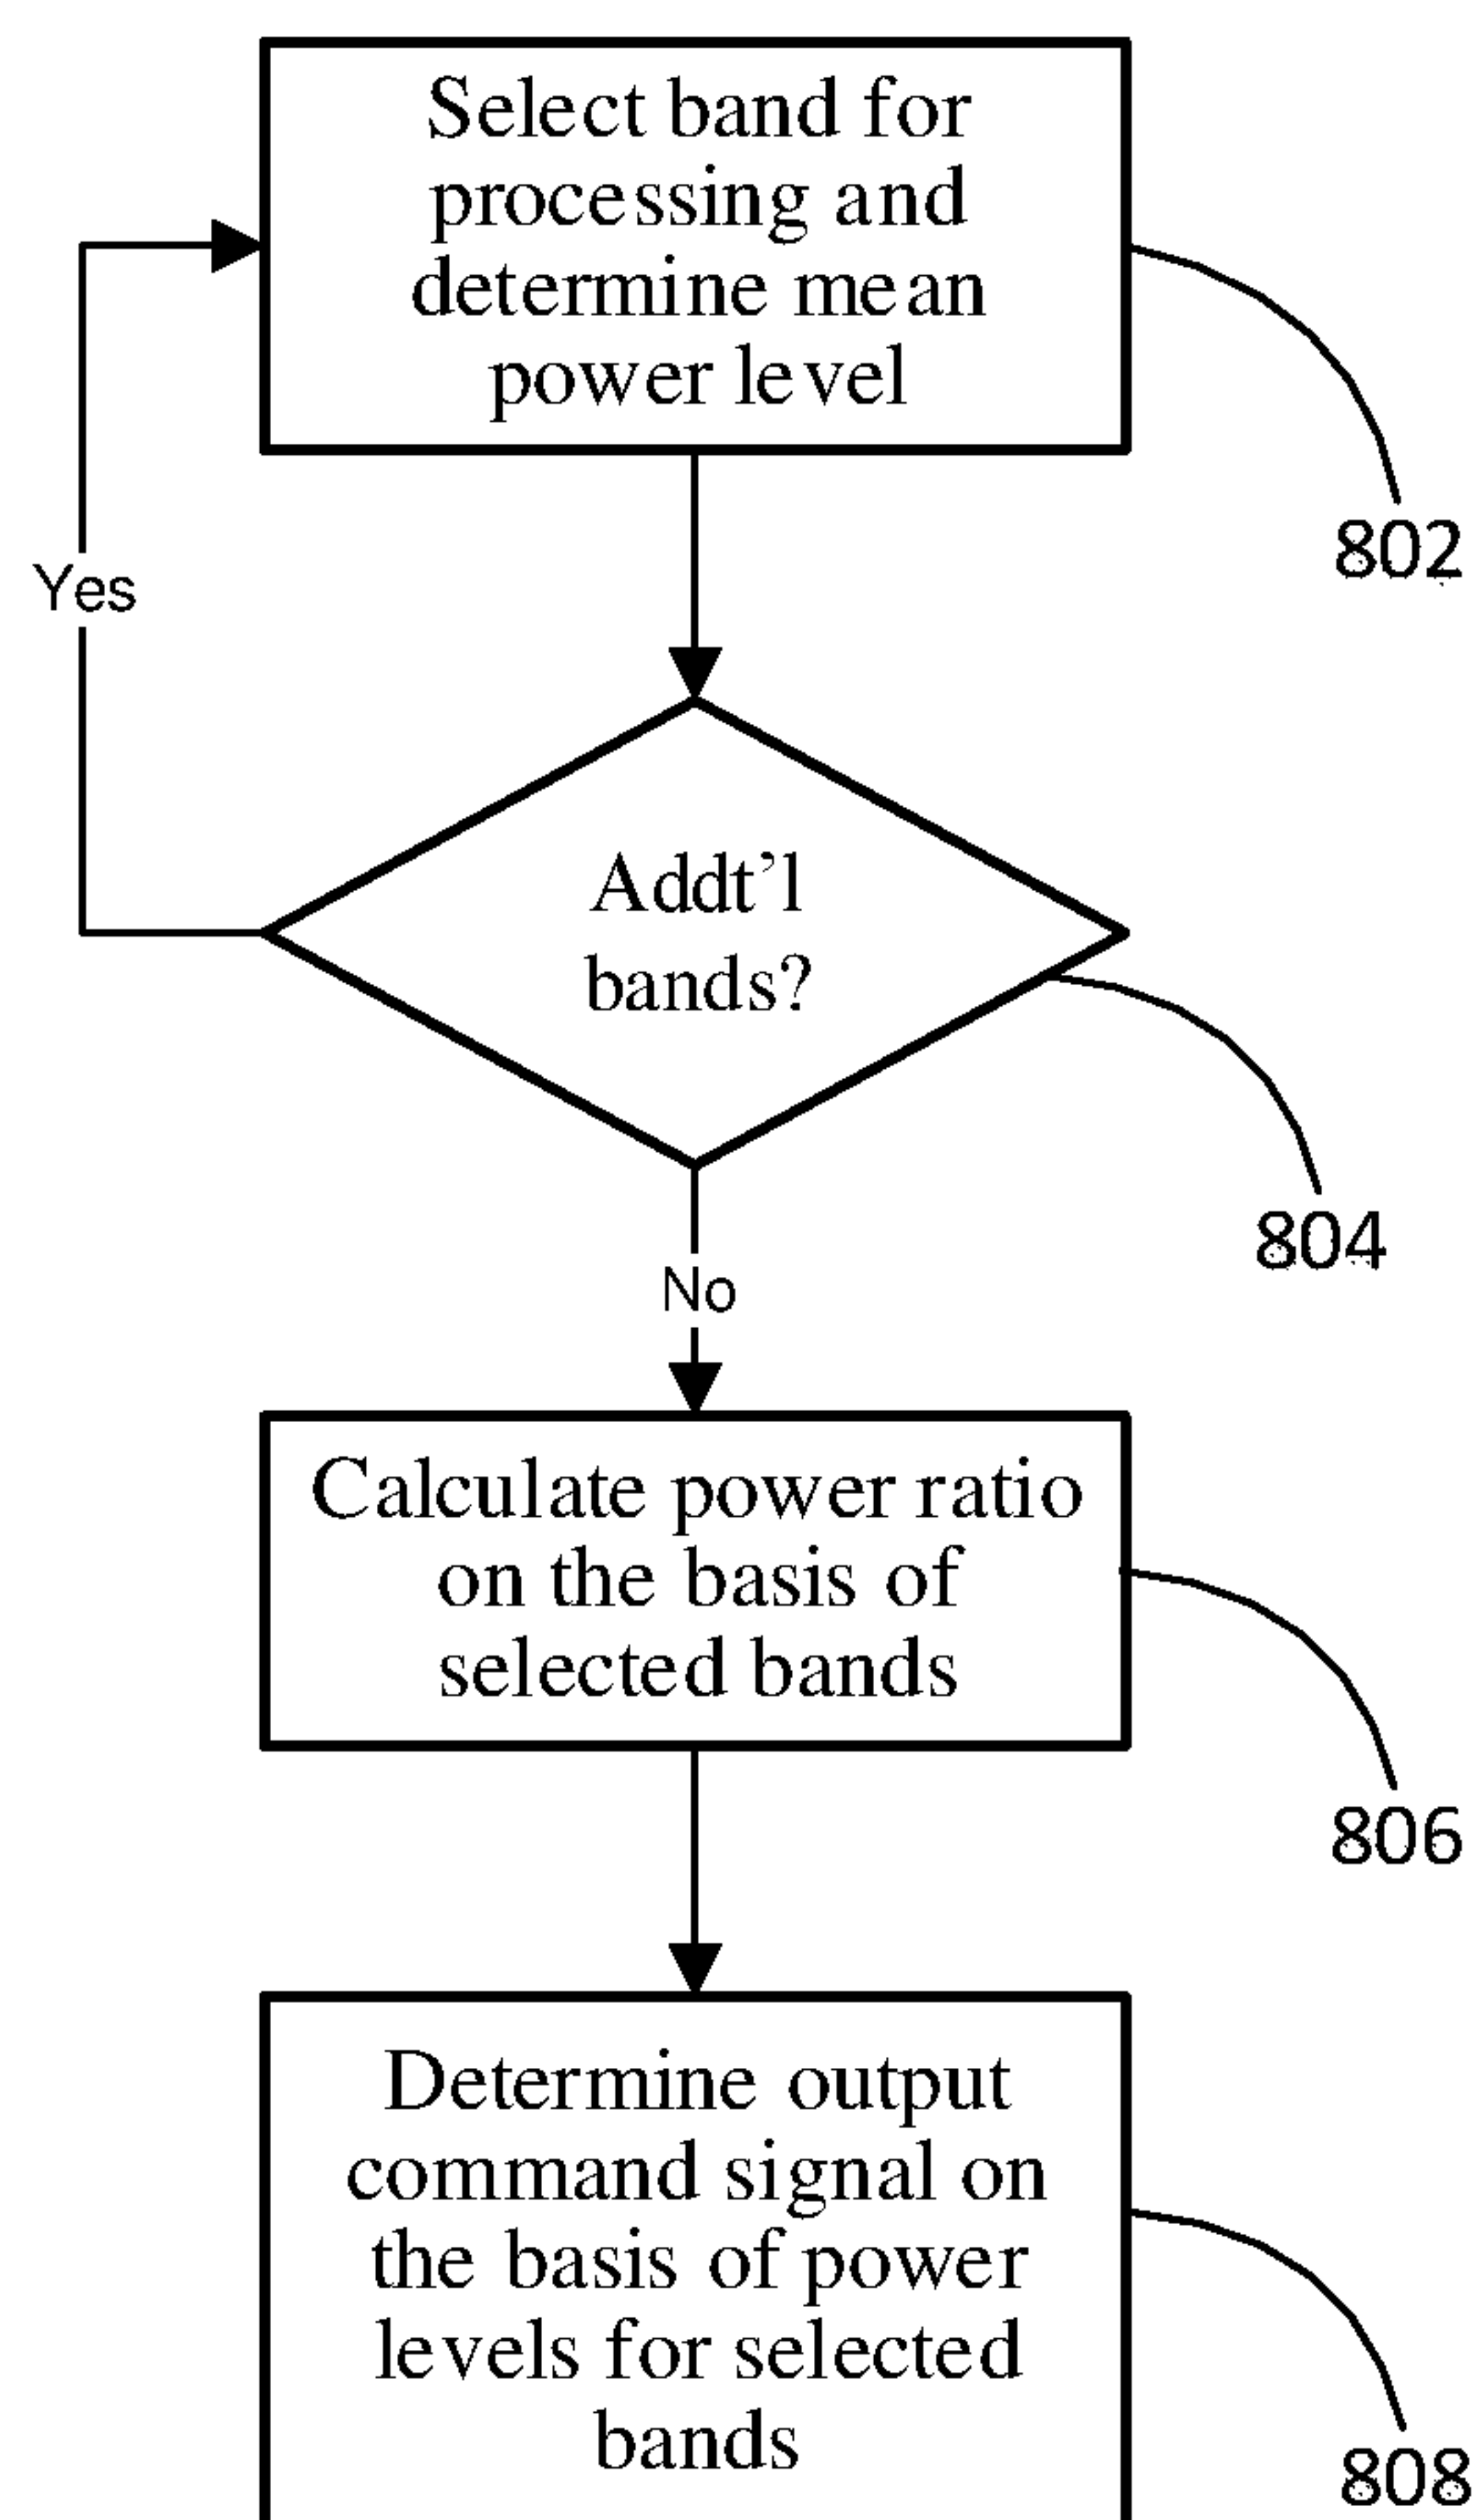 Select band for
processing and
determine mean
power level
802
Yes
Addt’l
bands?
804
No
Calculate power ratio
on the basis of
selected bands
806
Determine output
command signal on
the basis of power
levels for selected
bands
808